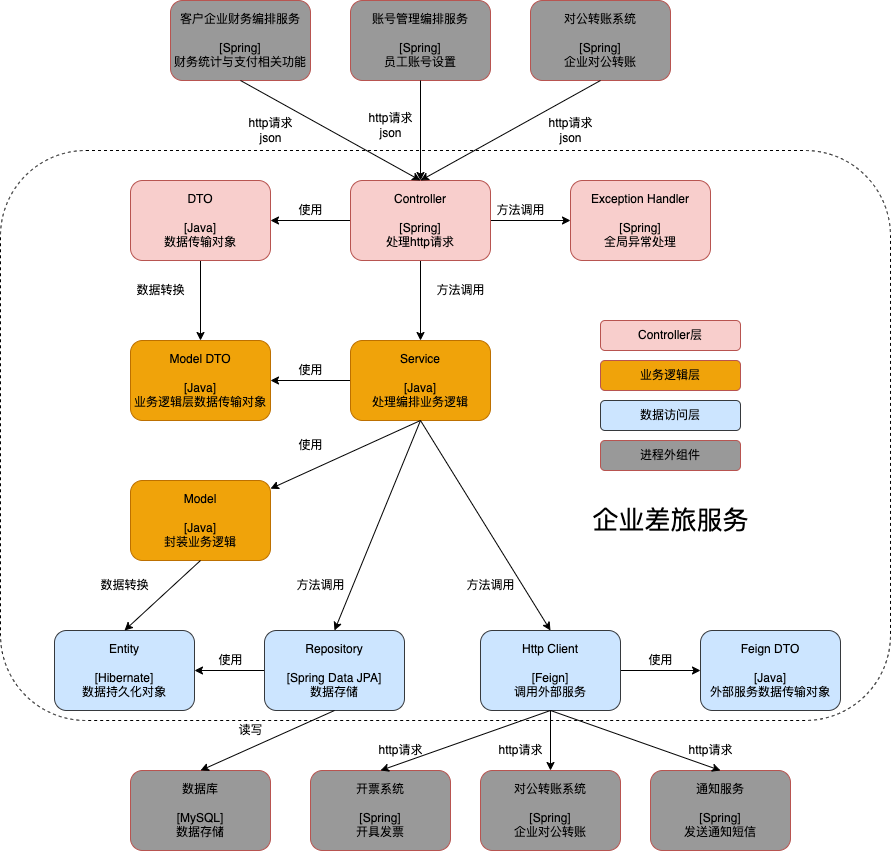 客户企业财务编排服务
[Spring]
财务统计与支付相关功能
账号管理编排服务
[Spring]
员工账号设置
对公转账系统
[Spring]
企业对公转账
http请求
json
http请求
json
http请求
json
DTO
[Java]
数据传输对象
使用
Controller
[Spring]
处理http请求
方法调用
Exception Handler
[Spring]
全局异常处理
数据转换
方法调用
Model DTO
[Java]
业务逻辑层数据传输对象
使用
Service
[Java]
处理编排业务逻辑
Controller层
业务逻辑层
数据访问层
进程外组件
使用
Model
[Java]
封装业务逻辑
企业差旅服务
数据转换
方法调用
方法调用
Entity
[Hibernate]
数据持久化对象
使用
Repository
[Spring Data JPA]
数据存储
Http Client
[Feign]
调用外部服务
使用
Feign DTO
[Java]
外部服务数据传输对象
读写
http请求
http请求
http请求
数据库
[MySQL]
数据存储
开票系统
[Spring]
开具发票
对公转账系统
[Spring]
企业对公转账
通知服务
[Spring]
发送通知短信